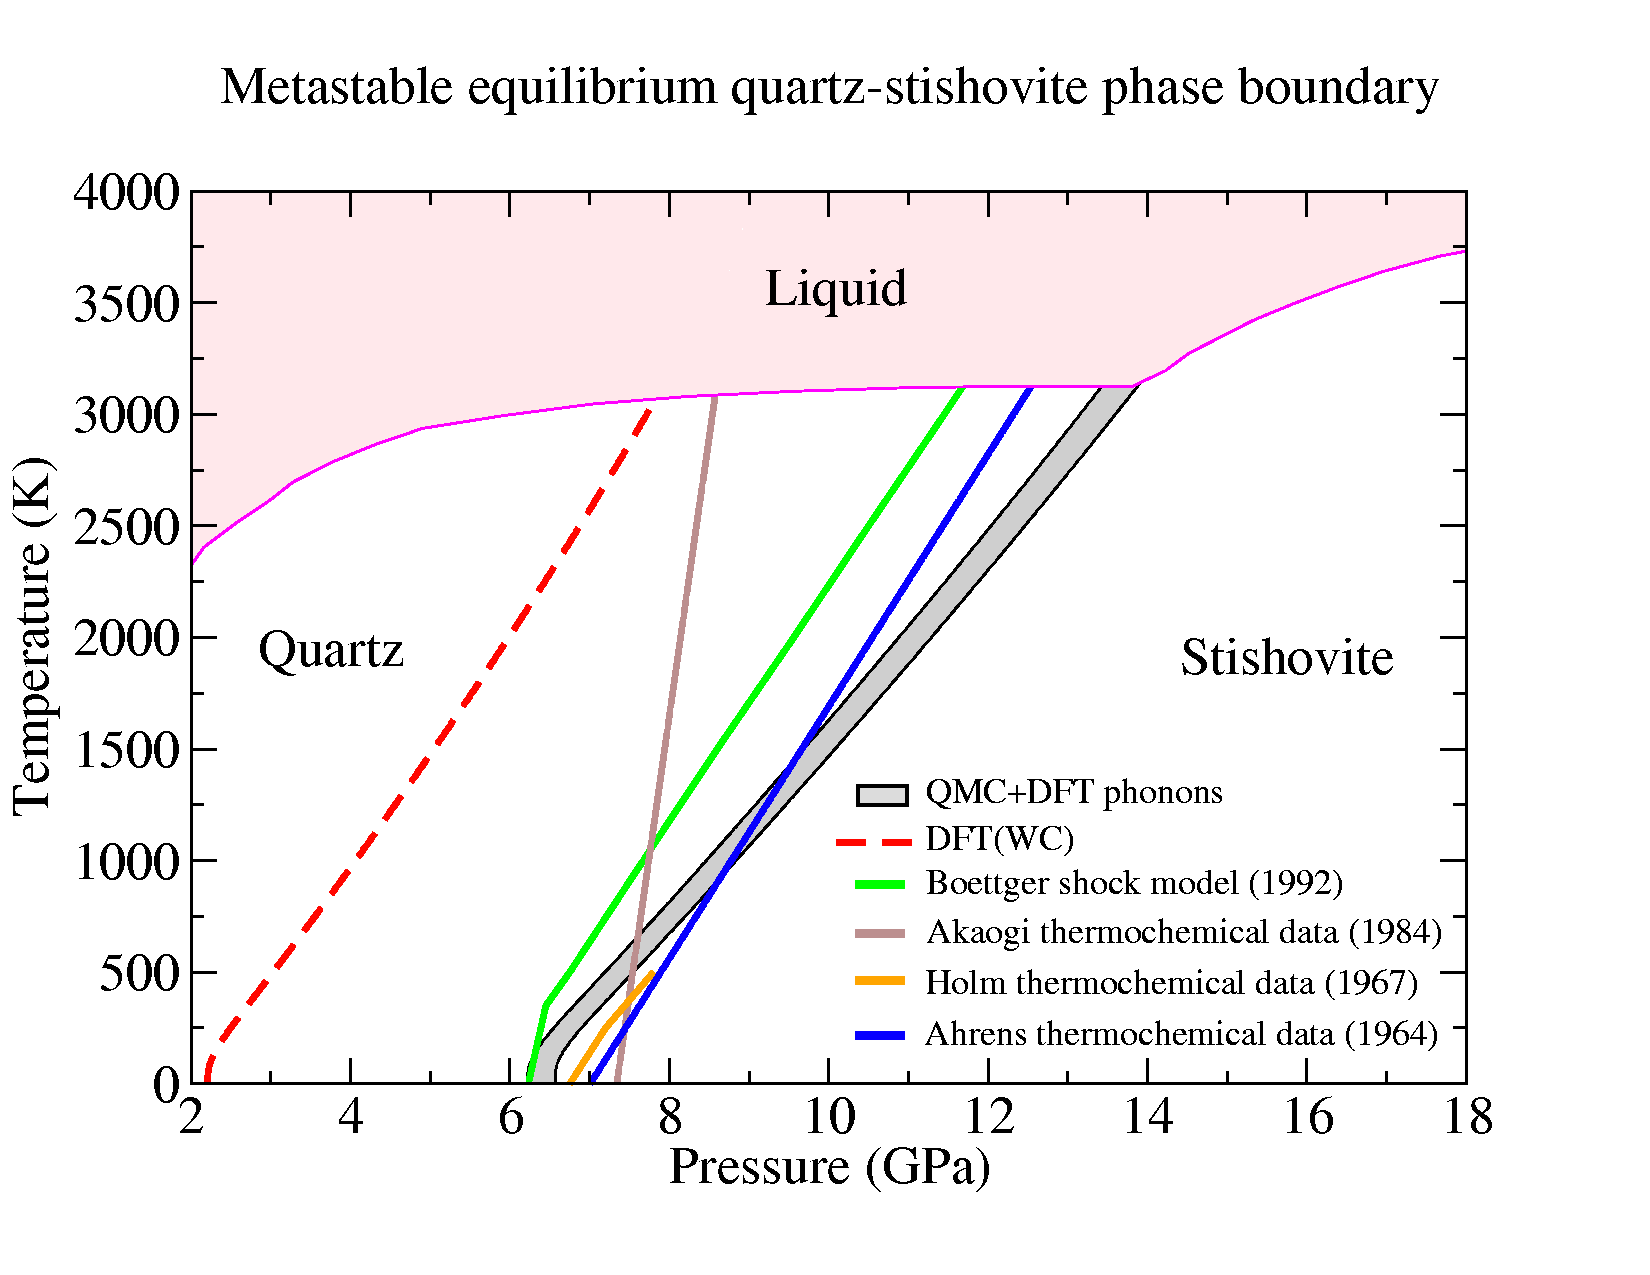 Metastable equilibrium quartz-stishovite phase boundary
4000
3500
3000
2500
2000
1500
1000
500
0
Temperature (K)
Liquid
Quartz
Stishovite
QMC+DFT phonons
DFT(WC)
Boettger shock model (1992)
Akaogi thermochemical data (1984)
Holm thermochemical data (1967)
Ahrens thermochemical data (1964)
2 4 6 8 10 12 14 16 18
Pressure (GPa)